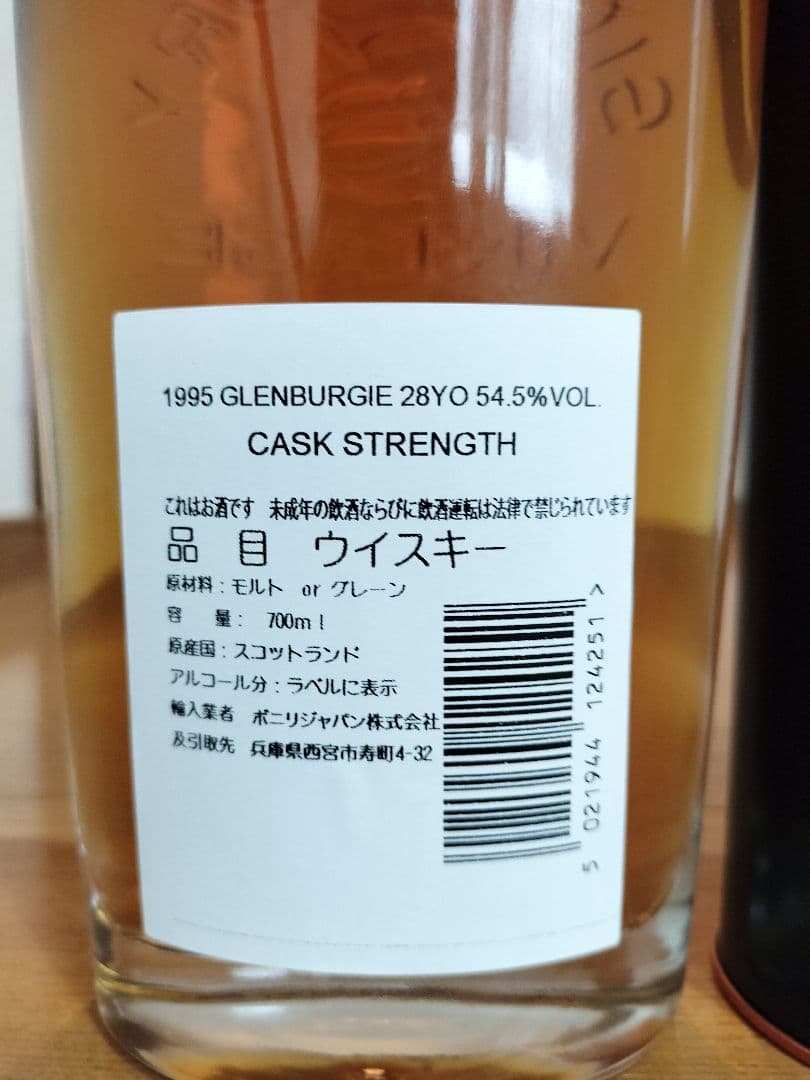 1995 GLENBURGIE 28YO 54.5%VOL.
CASK STRENGTH
これはお酒です 未成年の飲酒ならびに飲酒運転は法律で禁じられています
品 目 ウイスキー
原材料：モルト or グレーン
容 量： 700ml
原産国：スコットランド
アルコール分：ラベルに表示
輸入業者 ボニリジャパン株式会社
及引取先 兵庫県西宮市寿町4-32
5 021944 124251 >